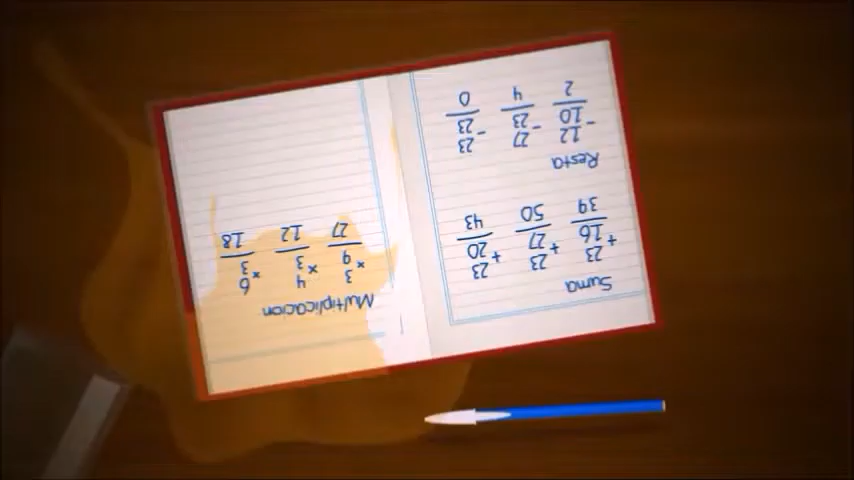 Suma
23 23 23
+ 16 + 27 + 20
39 50 43
Resta
12 27 23
- 10 - 23 - 23
2 4 0
Multiplicacion
3 4 6
x 9 x 3 x 3
27 12 18